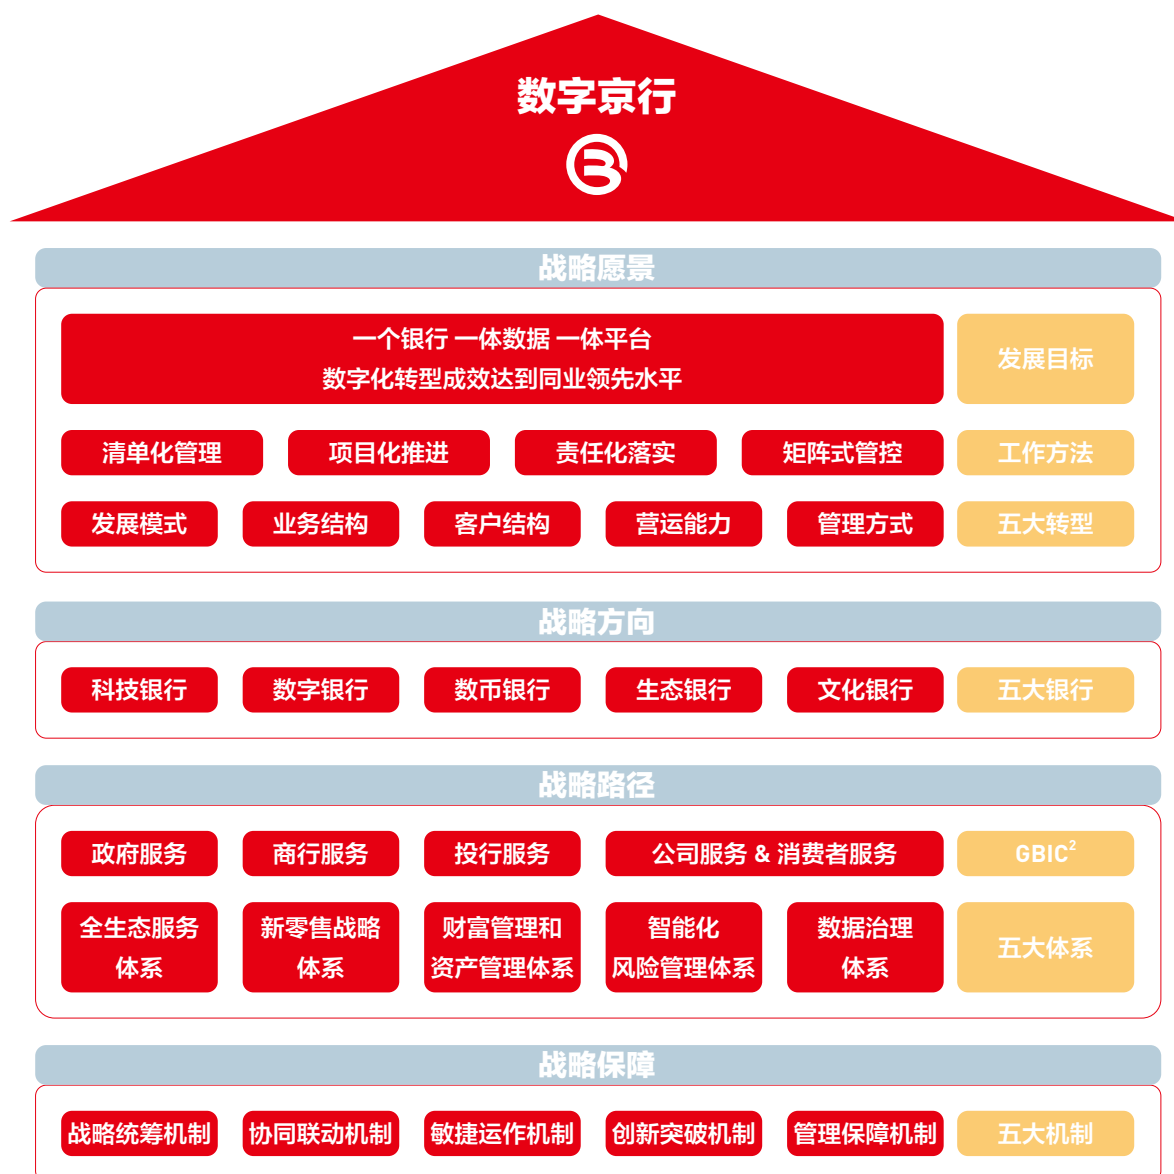 数字京行
战略愿景
一个银行 一体数据 一体平台
数字化转型成效达到同业领先水平
发展目标
清单化管理 项目化推进 责任化落实 矩阵式管控 工作方法
发展模式 业务结构 客户结构 营运能力 管理方式 五大转型
战略方向
科技银行 数字银行 数币银行 生态银行 文化银行 五大银行
战略路径
政府服务 商行服务 投行服务 公司服务 & 消费者服务 GBIC²
全生态服务
体系
新零售战略
体系
财富管理和
资产管理体系
智能化
风险管理体系
数据治理
体系
五大体系
战略保障
战略统筹机制 协同联动机制 敏捷运作机制 创新突破机制 管理保障机制 五大机制